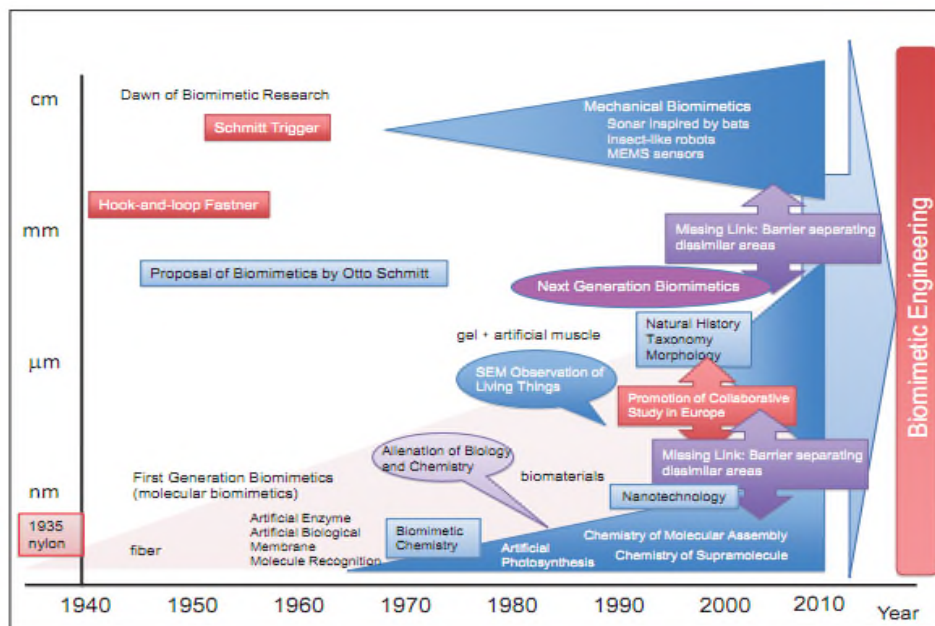 cm
Dawn of Biomimetic Research
Schmitt Trigger
Mechanical Biomimetics
Sonar inspired by bats
Insect-like robots
MEMS sensors
Hook-and-loop Fastner
mm
Missing Link: Barrier separating
dissimilar areas
Proposal of Biomimetics by Otto Schmitt
Next Generation Biomimetics
gel + artificial muscle
Natural History
Taxonomy
Morphology
μm
SEM Observation of
Living Things
Promotion of Collaborative
Study in Europe
Alienation of Biology
and Chemistry
Missing Link: Barrier separating
dissimilar areas
First Generation Biomimetics
(molecular biomimetics)
biomaterials
nm
Nanotechnology
1935
nylon
fiber
Artificial Enzyme
Artificial Biological
Membrane
Molecule Recognition
Biomimetic
Chemistry
Artificial
Photosynthesis
Chemistry of Molecular Assembly
Chemistry of Supramolecule
Biomimetic Engineering
1940
1950
1960
1970
1980
1990
2000
2010
Year